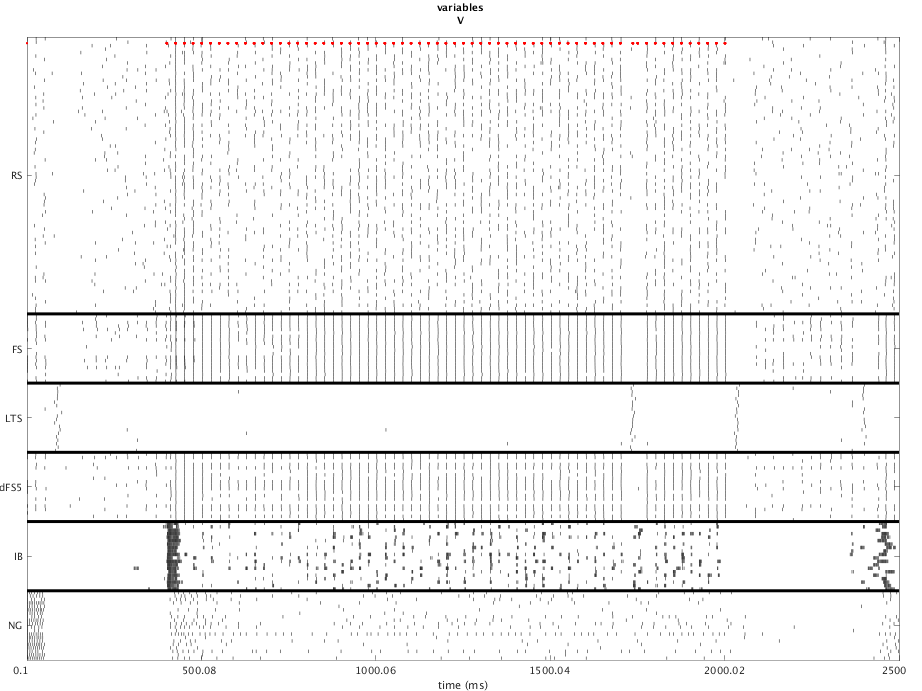 variables
V
RS
FS
LTS
dFS5
IB
NG
0.1
500.08
1000.06
1500.04
2000.02
2500
time (ms)